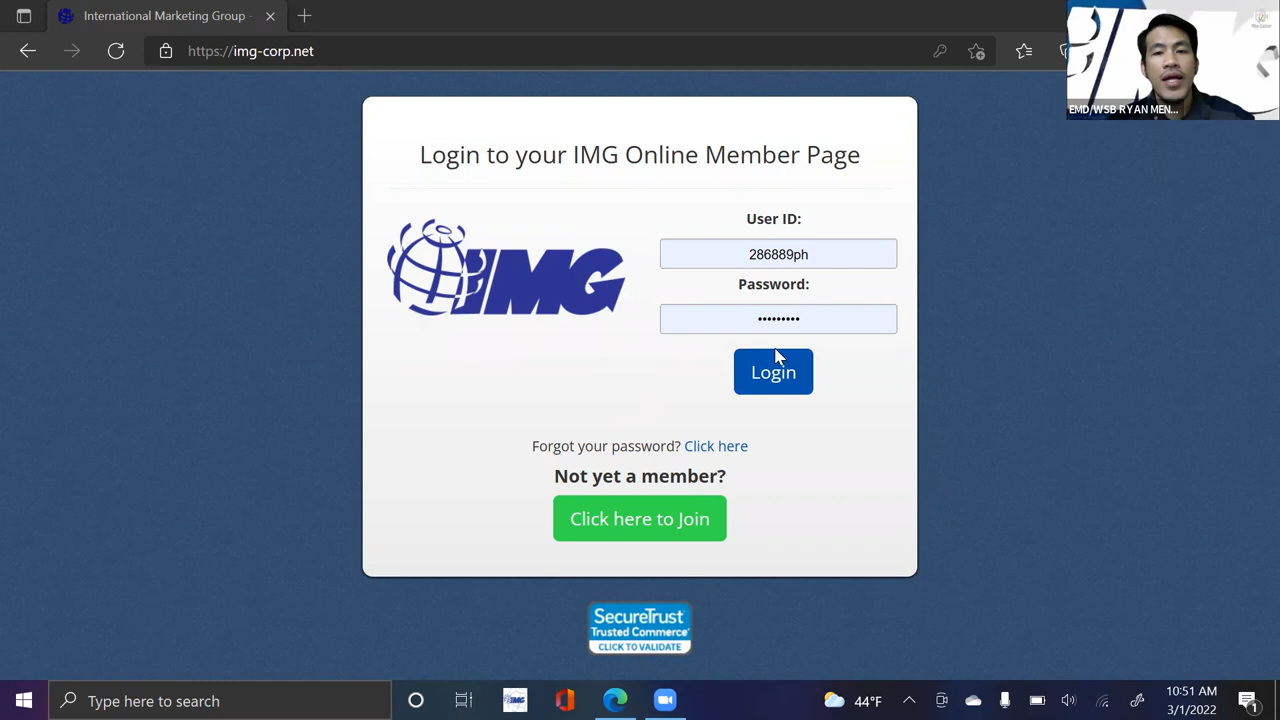 International Marketing Group -
https://img-corp.net
EMD/WSB RYAN MEN...
Login to your IMG Online Member Page
IMG
User ID:
286889ph
Password:
•••••••••
Login
Forgot your password? Click here
Not yet a member?
Click here to Join
SecureTrust
Trusted Commerce
CLICK TO VALIDATE
Type here to search
IMG
44°F
10:51 AM
3/1/2022
1